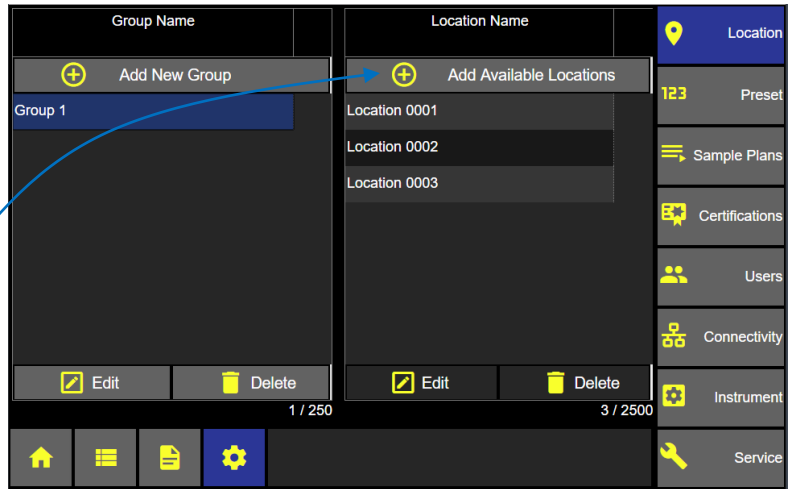 Group Name
Add New Group
Group 1
Edit
Delete
1 / 250
Location Name
Add Available Locations
Location 0001
Location 0002
Location 0003
Edit
Delete
3 / 2500
Location
123 Preset
Sample Plans
Certifications
Users
Connectivity
Instrument
Service